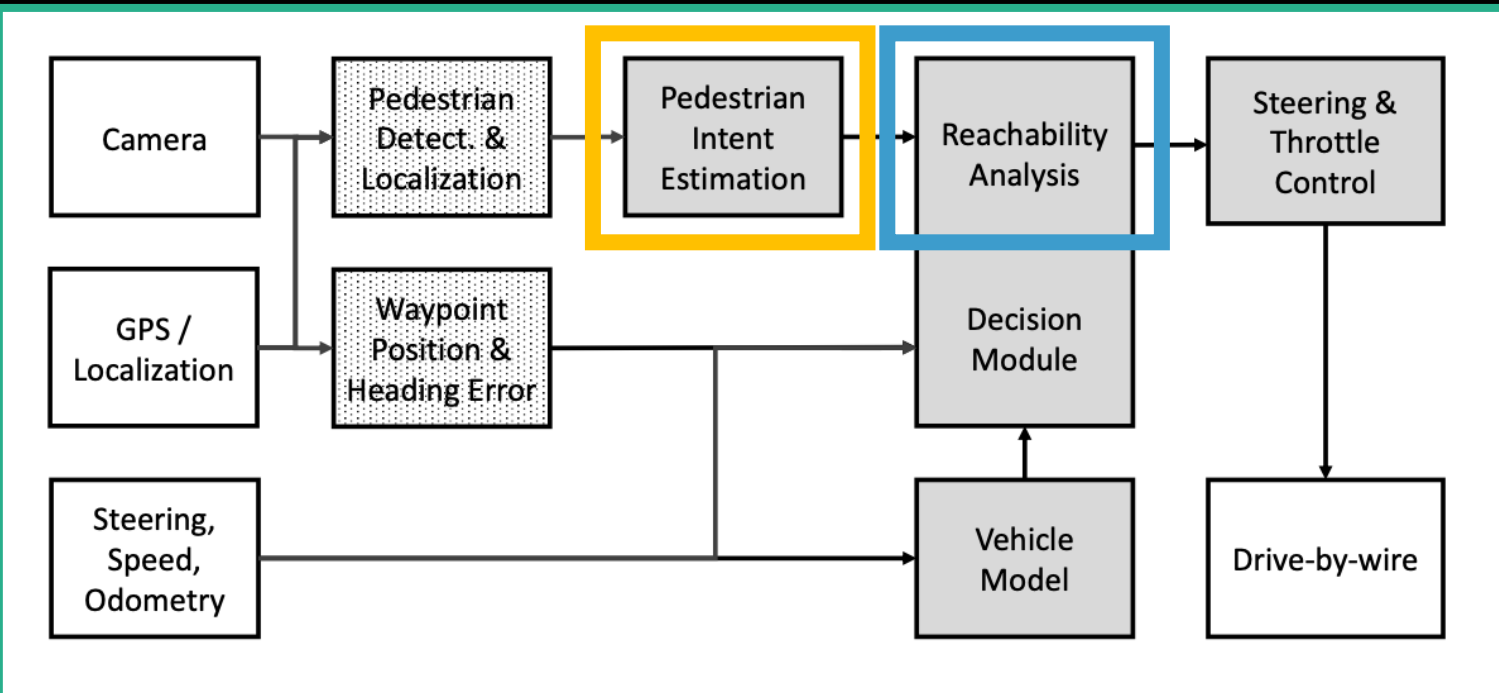 Camera
Pedestrian
Detect. &
Localization
Pedestrian
Intent
Estimation
Reachability
Analysis
Steering &
Throttle
Control
GPS /
Localization
Waypoint
Position &
Heading Error
Decision
Module
Steering,
Speed,
Odometry
Vehicle
Model
Drive-by-wire